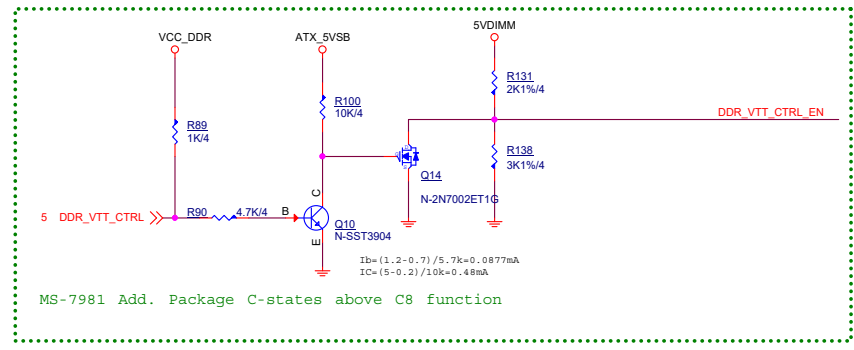 VCC_DDR
ATX_5VSB
5VDIMM
R131
2K1%/4
R100
10K/4
DDR_VTT_CTRL_EN
R89
1K/4
R138
3K1%/4
Q14
N-2N7002ET1G
C
5 DDR_VTT_CTRL
R90
4.7K/4
B
Q10
N-SST3904
E
Ib=(1.2-0.7)/5.7k=0.0877mA
IC=(5-0.2)/10k=0.48mA
MS-7981 Add. Package C-states above C8 function